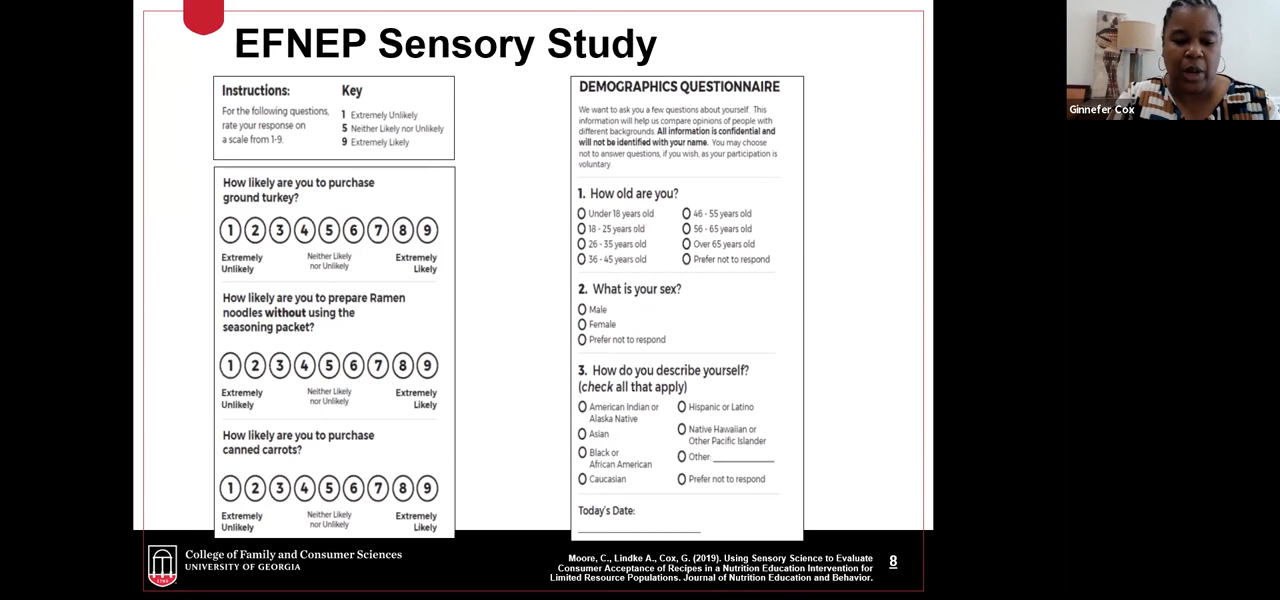 EFNEP Sensory Study
Instructions:
For the following questions,
rate your response on
a scale from 1-9.
Key
1 Extremely Unlikely
5 Neither Likely nor Unlikely
9 Extremely Likely
How likely are you to purchase
ground turkey?
1 2 3 4 5 6 7 8 9
Extremely Unlikely
Neither Likely nor Unlikely
Extremely Likely
How likely are you to prepare Ramen
noodles without using the
seasoning packet?
1 2 3 4 5 6 7 8 9
Extremely Unlikely
Neither Likely nor Unlikely
Extremely Likely
How likely are you to purchase
canned carrots?
1 2 3 4 5 6 7 8 9
Extremely Unlikely
Neither Likely nor Unlikely
Extremely Likely
DEMOGRAPHICS QUESTIONNAIRE
We want to ask you a few questions about yourself. This
information will help us compare opinions of people with
different backgrounds. All information is confidential and
will not be identified with your name. You may choose
not to answer questions, if you wish, as your participation is
voluntary.
1. How old are you?
Under 18 years old
18 - 25 years old
26 - 35 years old
36 - 45 years old
46 - 55 years old
56 - 65 years old
Over 65 years old
Prefer not to respond
2. What is your sex?
Male
Female
Prefer not to respond
3. How do you describe yourself?
(check all that apply)
American Indian or
Alaska Native
Asian
Black or
African American
Caucasian
Hispanic or Latino
Native Hawaiian or
Other Pacific Islander
Other:
Prefer not to respond
Today's Date:
College of Family and Consumer Sciences
UNIVERSITY OF GEORGIA
1785
Moore, C., Lindke A., Cox, G. (2019). Using Sensory Science to Evaluate
Consumer Acceptance of Recipes in a Nutrition Education Intervention for
Limited Resource Populations. Journal of Nutrition Education and Behavior.
8
Ginnefer Cox